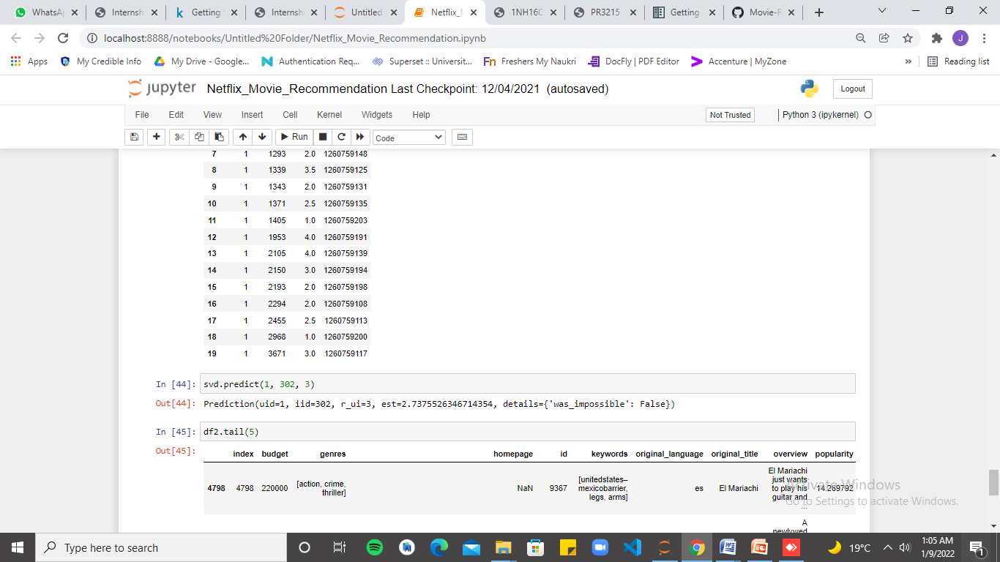 WhatsAp Internshi Getting Internshi Untitled Netflix_M 1NH16C PR3215 Getting Movie-R
localhost:8888/notebooks/Untitled%20Folder/Netflix_Movie_Recommendation.ipynb J
Apps My Credible Info My Drive - Google... Authentication Req... Superset :: Universit... Fn Freshers My Naukri DocFly | PDF Editor Accenture | MyZone » Reading list
jupyter Netflix_Movie_Recommendation Last Checkpoint: 12/04/2021 (autosaved) Logout
File Edit View Insert Cell Kernel Widgets Help Not Trusted Python 3 (ipykernel)
Run Code
7 1 1293 2.0 1260759148
8 1 1339 3.5 1260759125
9 1 1343 2.0 1260759131
10 1 1371 2.5 1260759135
11 1 1405 1.0 1260759203
12 1 1953 4.0 1260759191
13 1 2105 4.0 1260759139
14 1 2150 3.0 1260759194
15 1 2193 2.0 1260759198
16 1 2294 2.0 1260759108
17 1 2455 2.5 1260759113
18 1 2968 1.0 1260759200
19 1 3671 3.0 1260759117
In [44]: svd.predict(1, 302, 3)
Out[44]: Prediction(uid=1, iid=302, r_ui=3, est=2.7375526346714354, details={'was_impossible': False})
In [45]: df2.tail(5)
Out[45]:
index budget genres homepage id keywords original_language original_title overview popularity
4798 4798 220000 [action, crime, thriller] NaN 9367 [unitedstates–mexicobarrier, legs, arms] es El Mariachi El Mariachi just wants to play his guitar and ... 14.269792
A newlywed
Activate Windows
Go to Settings to activate Windows.
Type here to search 19°C 1:05 AM
1/9/2022 1